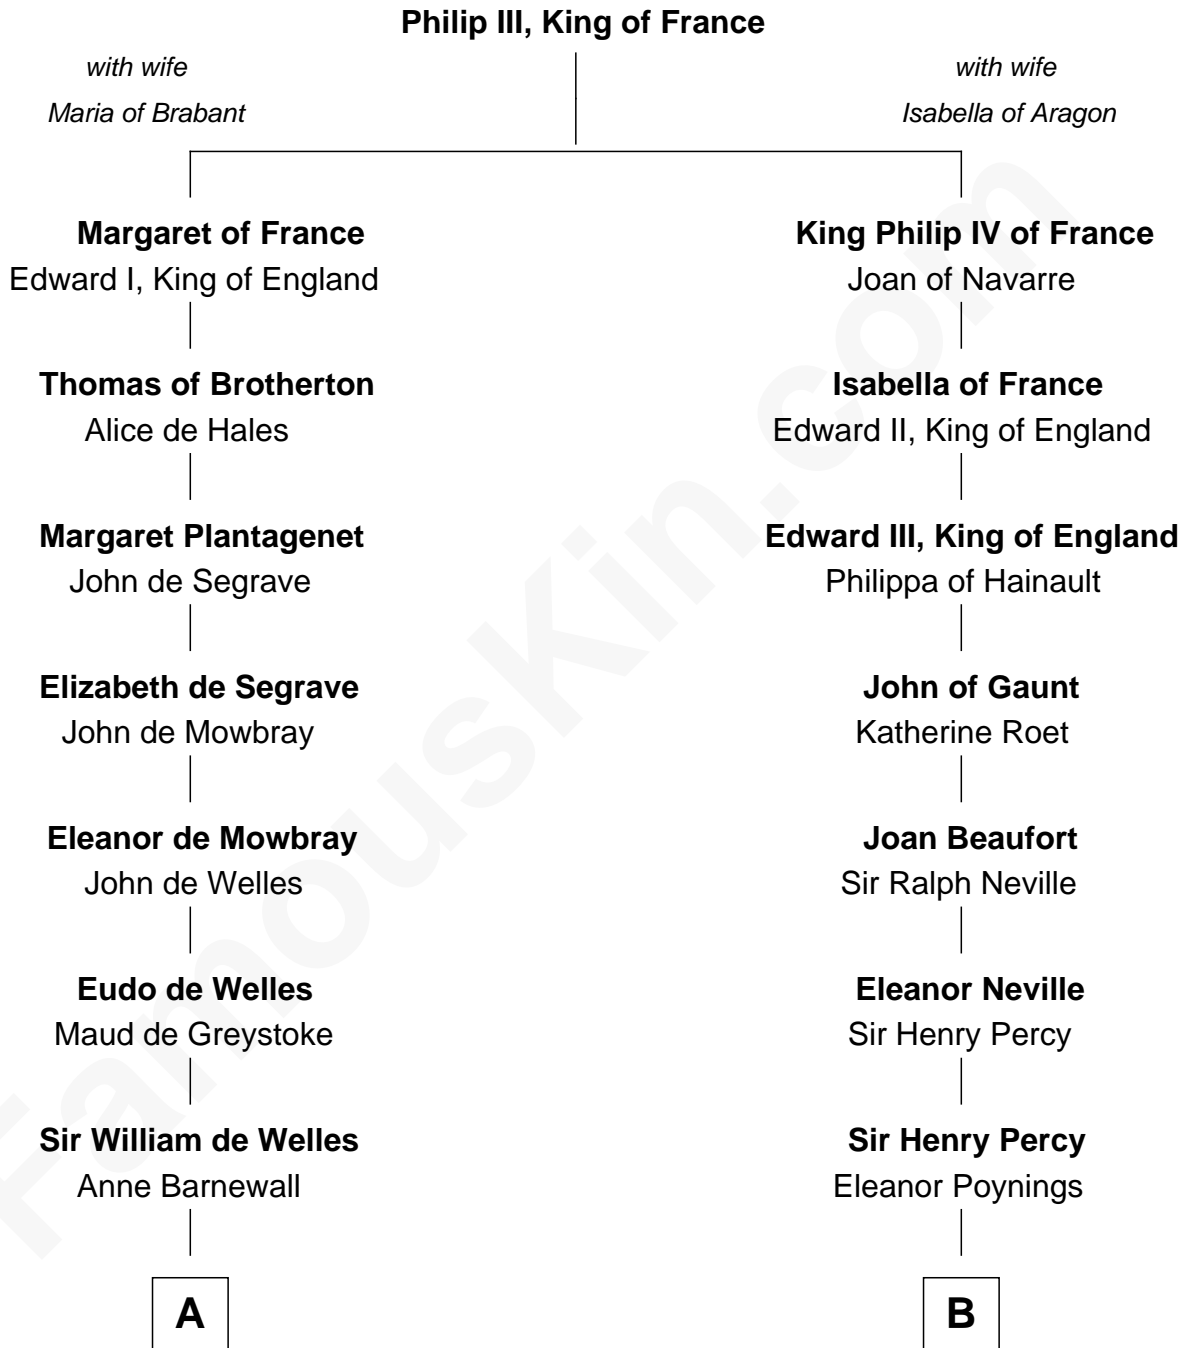 Philip III, King of France
with wife
Maria of Brabant
with wife
Isabella of Aragon
Margaret of France
Edward I, King of England
King Philip IV of France
Joan of Navarre
Thomas of Brotherton
Alice de Hales
Isabella of France
Edward II, King of England
Margaret Plantagenet
John de Segrave
Edward III, King of England
Philippa of Hainault
Elizabeth de Segrave
John de Mowbray
John of Gaunt
Katherine Roet
Eleanor de Mowbray
John de Welles
Joan Beaufort
Sir Ralph Neville
Eudo de Welles
Maud de Greystoke
Eleanor Neville
Sir Henry Percy
Sir William de Welles
Anne Barnewall
Sir Henry Percy
Eleanor Poynings
A
B
FamousKin.com